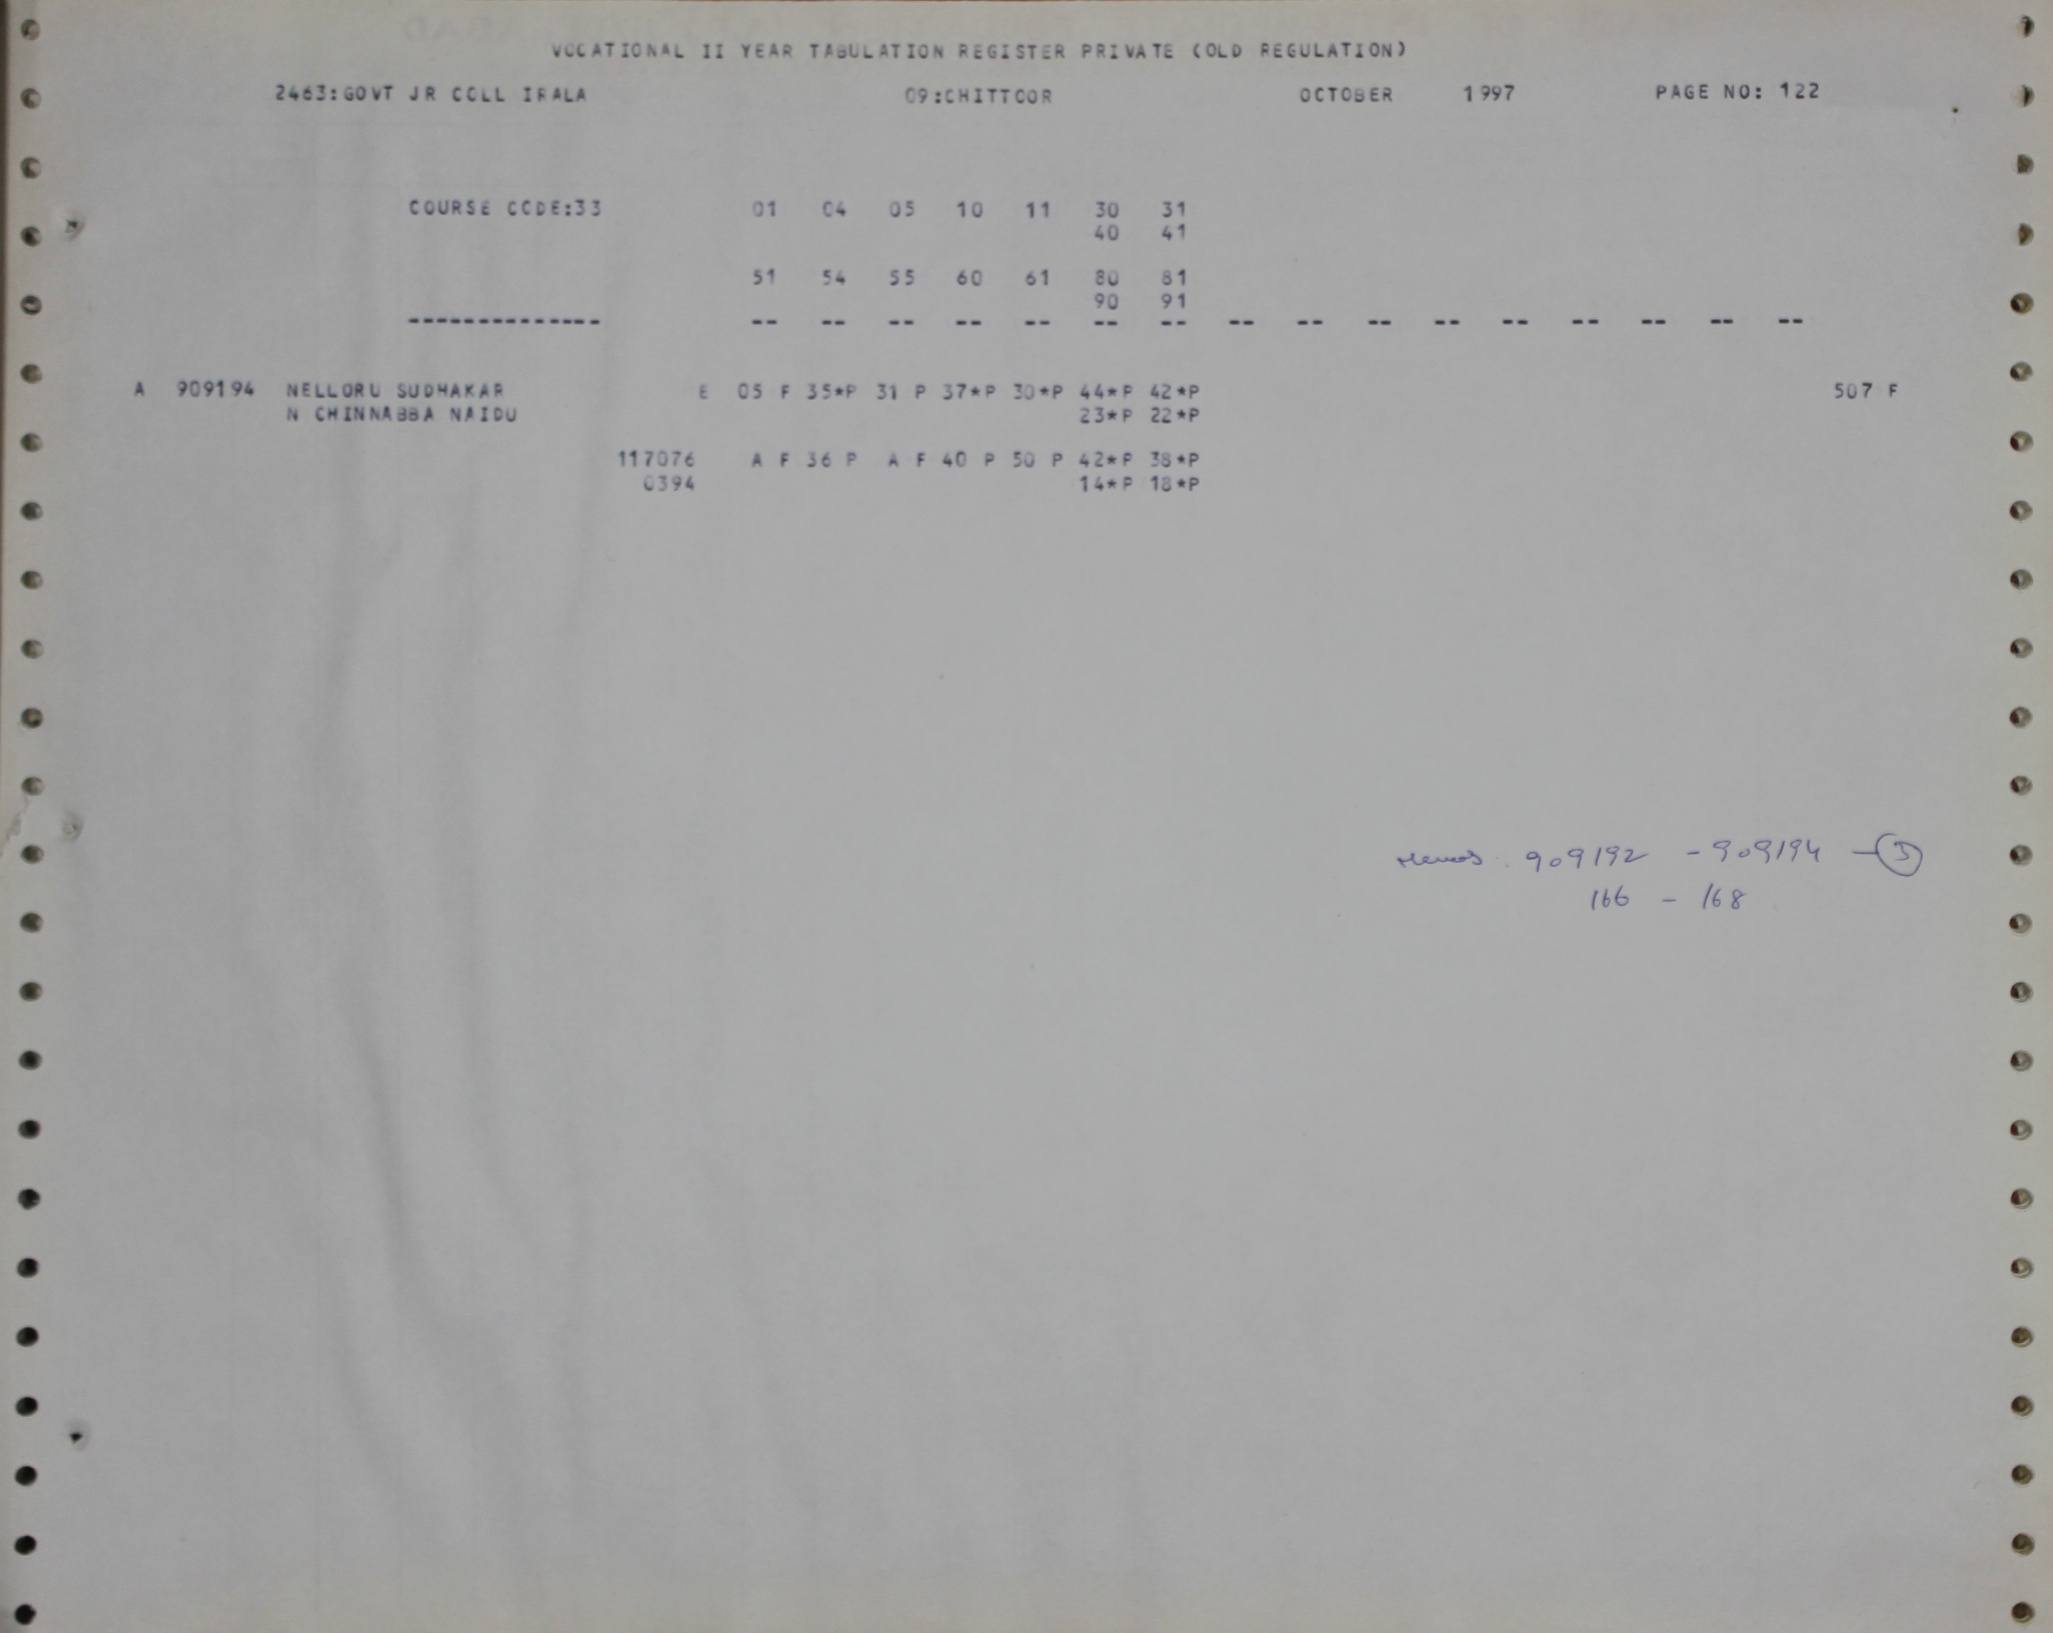 VOCATIONAL II YEAR TABULATION REGISTER PRIVATE (OLD REGULATION)
2463:GOVT JR COLL IRALA 09:CHITTOOR OCTOBER 1997 PAGE NO: 122
COURSE CODE:33 01 04 05 10 11 30 31
40 41
51 54 55 60 61 80 81
90 91
-------------- -- -- -- -- -- -- -- -- -- -- -- -- -- -- -- --
A 909194 NELLORU SUDHAKAR E 05 F 35*P 31 P 37*P 30*P 44*P 42*P 507 F
N CHINNABBA NAIDU 23*P 22*P
117076 A F 36 P A F 40 P 50 P 42*P 38*P
0394 14*P 18*P
Memos 909192 - 909194 - 3
166 - 168